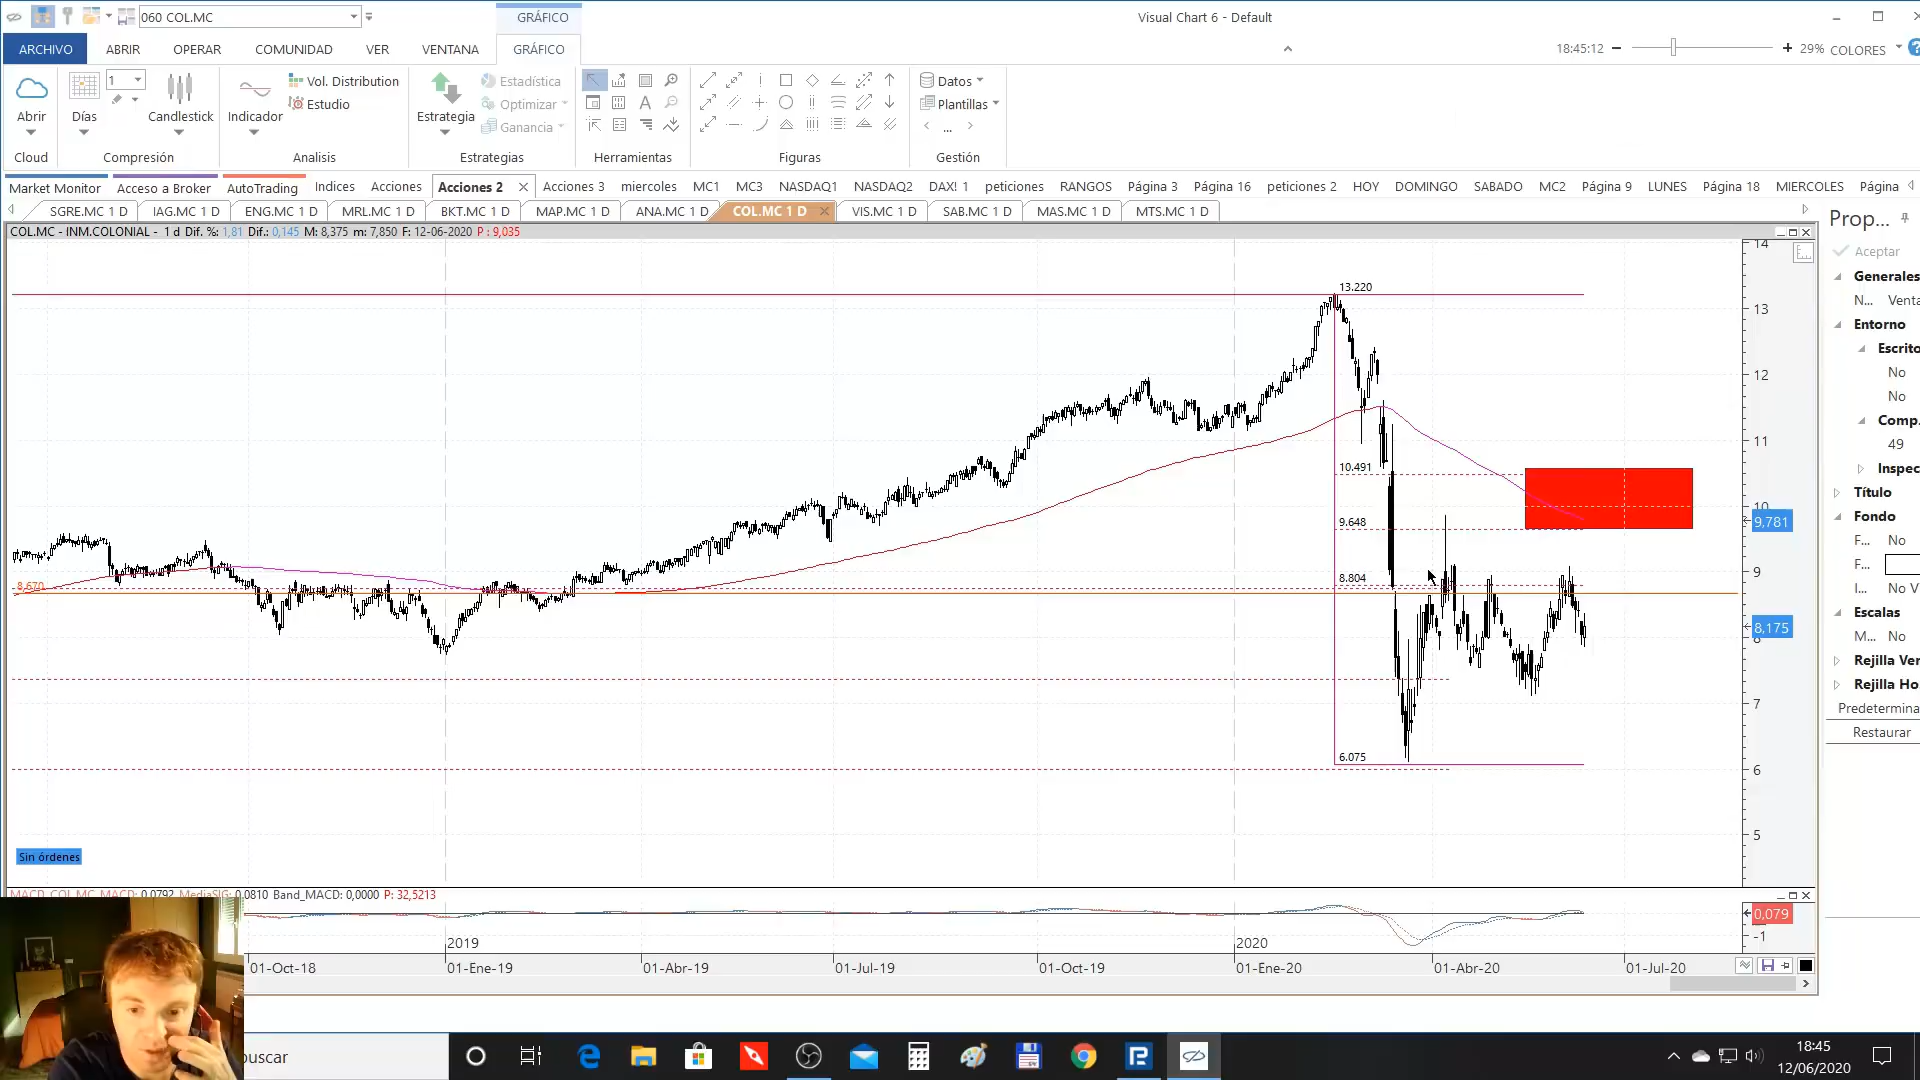 060 COL.MC
GRÁFICO
Visual Chart 6 - Default
ARCHIVO ABRIR OPERAR COMUNIDAD VER VENTANA GRÁFICO
18:45:12 29% COLORES
Abrir
Cloud
Días
1
Candlestick
Compresión
Indicador
Vol. Distribution
Estudio
Analisis
Estrategia
Estadística
Optimizar
Ganancia
Estrategias
Herramientas
Figuras
Datos
Plantillas
...
Gestión
Market Monitor Acceso a Broker AutoTrading Indices Acciones Acciones 2 Acciones 3 miercoles MC1 MC3 NASDAQ1 NASDAQ2 DAX! 1 peticiones RANGOS Página 3 Página 16 peticiones 2 HOY DOMINGO SABADO MC2 Página 9 LUNES Página 18 MIERCOLES Página
SGRE.MC 1 D IAG.MC 1 D ENG.MC 1 D MRL.MC 1 D BKT.MC 1 D MAP.MC 1 D ANA.MC 1 D COL.MC 1 D VIS.MC 1 D SAB.MC 1 D MAS.MC 1 D MTS.MC 1 D
COL.MC - INM.COLONIAL - 1 d Dif. %: 1,81 Dif.: 0,145 M: 8,375 m: 7,850 F: 12-06-2020 P : 9,035
14
13.220
13
12
11
10.491
10
9.648
9,781
9
8.804
8,670
8,175
8
7
6.075
6
5
Sin órdenes
MACD_COL.MC MACD: 0,0792 MediaSIG: 0,0810 Band_MACD: 0,0000 P: 32,5213
0,079
-1
2019 2020
01-Oct-18 01-Ene-19 01-Abr-19 01-Jul-19 01-Oct-19 01-Ene-20 01-Abr-20 01-Jul-20
Prop...
Aceptar
Generales
N... Venta
Entorno
Escrito
No
No
Comp.
49
Inspec
Título
Fondo
F... No
F...
I... No V
Escalas
M... No
Rejilla Ver
Rejilla Ho
Predetermina
Restaurar
buscar
18:45
12/06/2020